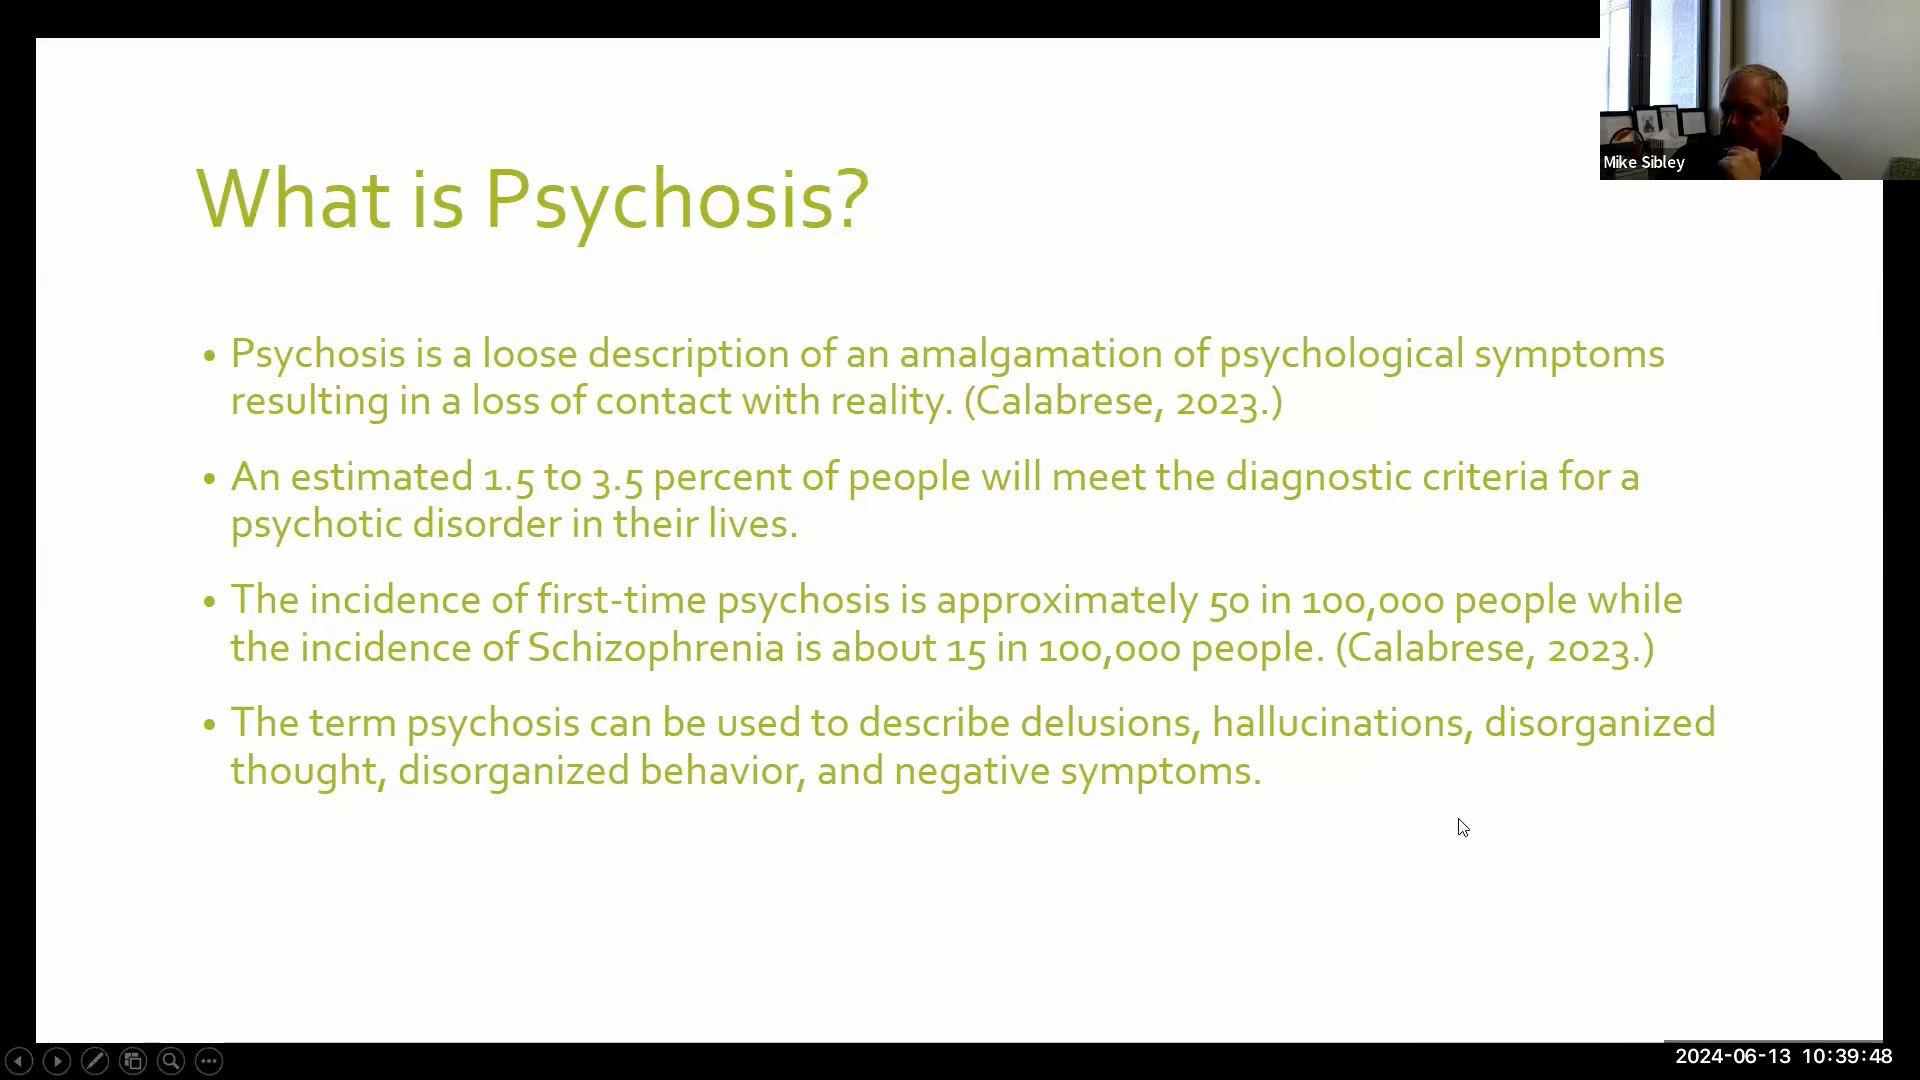 Mike Sibley
What is Psychosis?
• Psychosis is a loose description of an amalgamation of psychological symptoms
resulting in a loss of contact with reality. (Calabrese, 2023.)
• An estimated 1.5 to 3.5 percent of people will meet the diagnostic criteria for a
psychotic disorder in their lives.
• The incidence of first-time psychosis is approximately 50 in 100,000 people while
the incidence of Schizophrenia is about 15 in 100,000 people. (Calabrese, 2023.)
• The term psychosis can be used to describe delusions, hallucinations, disorganized
thought, disorganized behavior, and negative symptoms.
2024-06-13 10:39:48